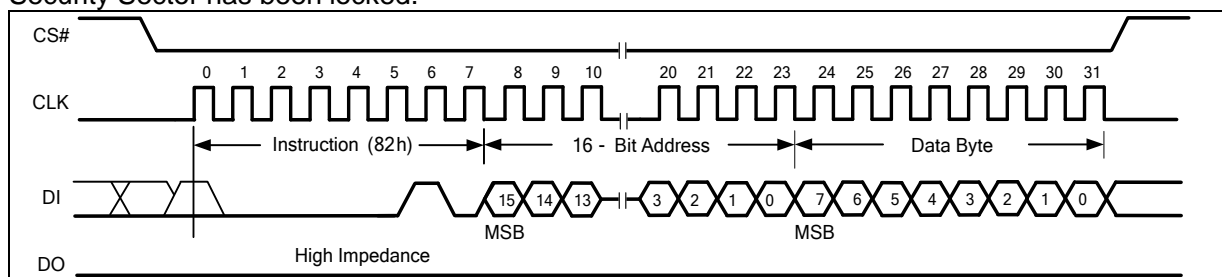 Security Sector has been locked.
CS#
0 1 2 3 4 5 6 7 8 9 10 20 21 22 23 24 25 26 27 28 29 30 31
CLK
Instruction (82h) 16 - Bit Address Data Byte
DI 15 14 13 3 2 1 0 7 6 5 4 3 2 1 0
MSB MSB
High Impedance
DO